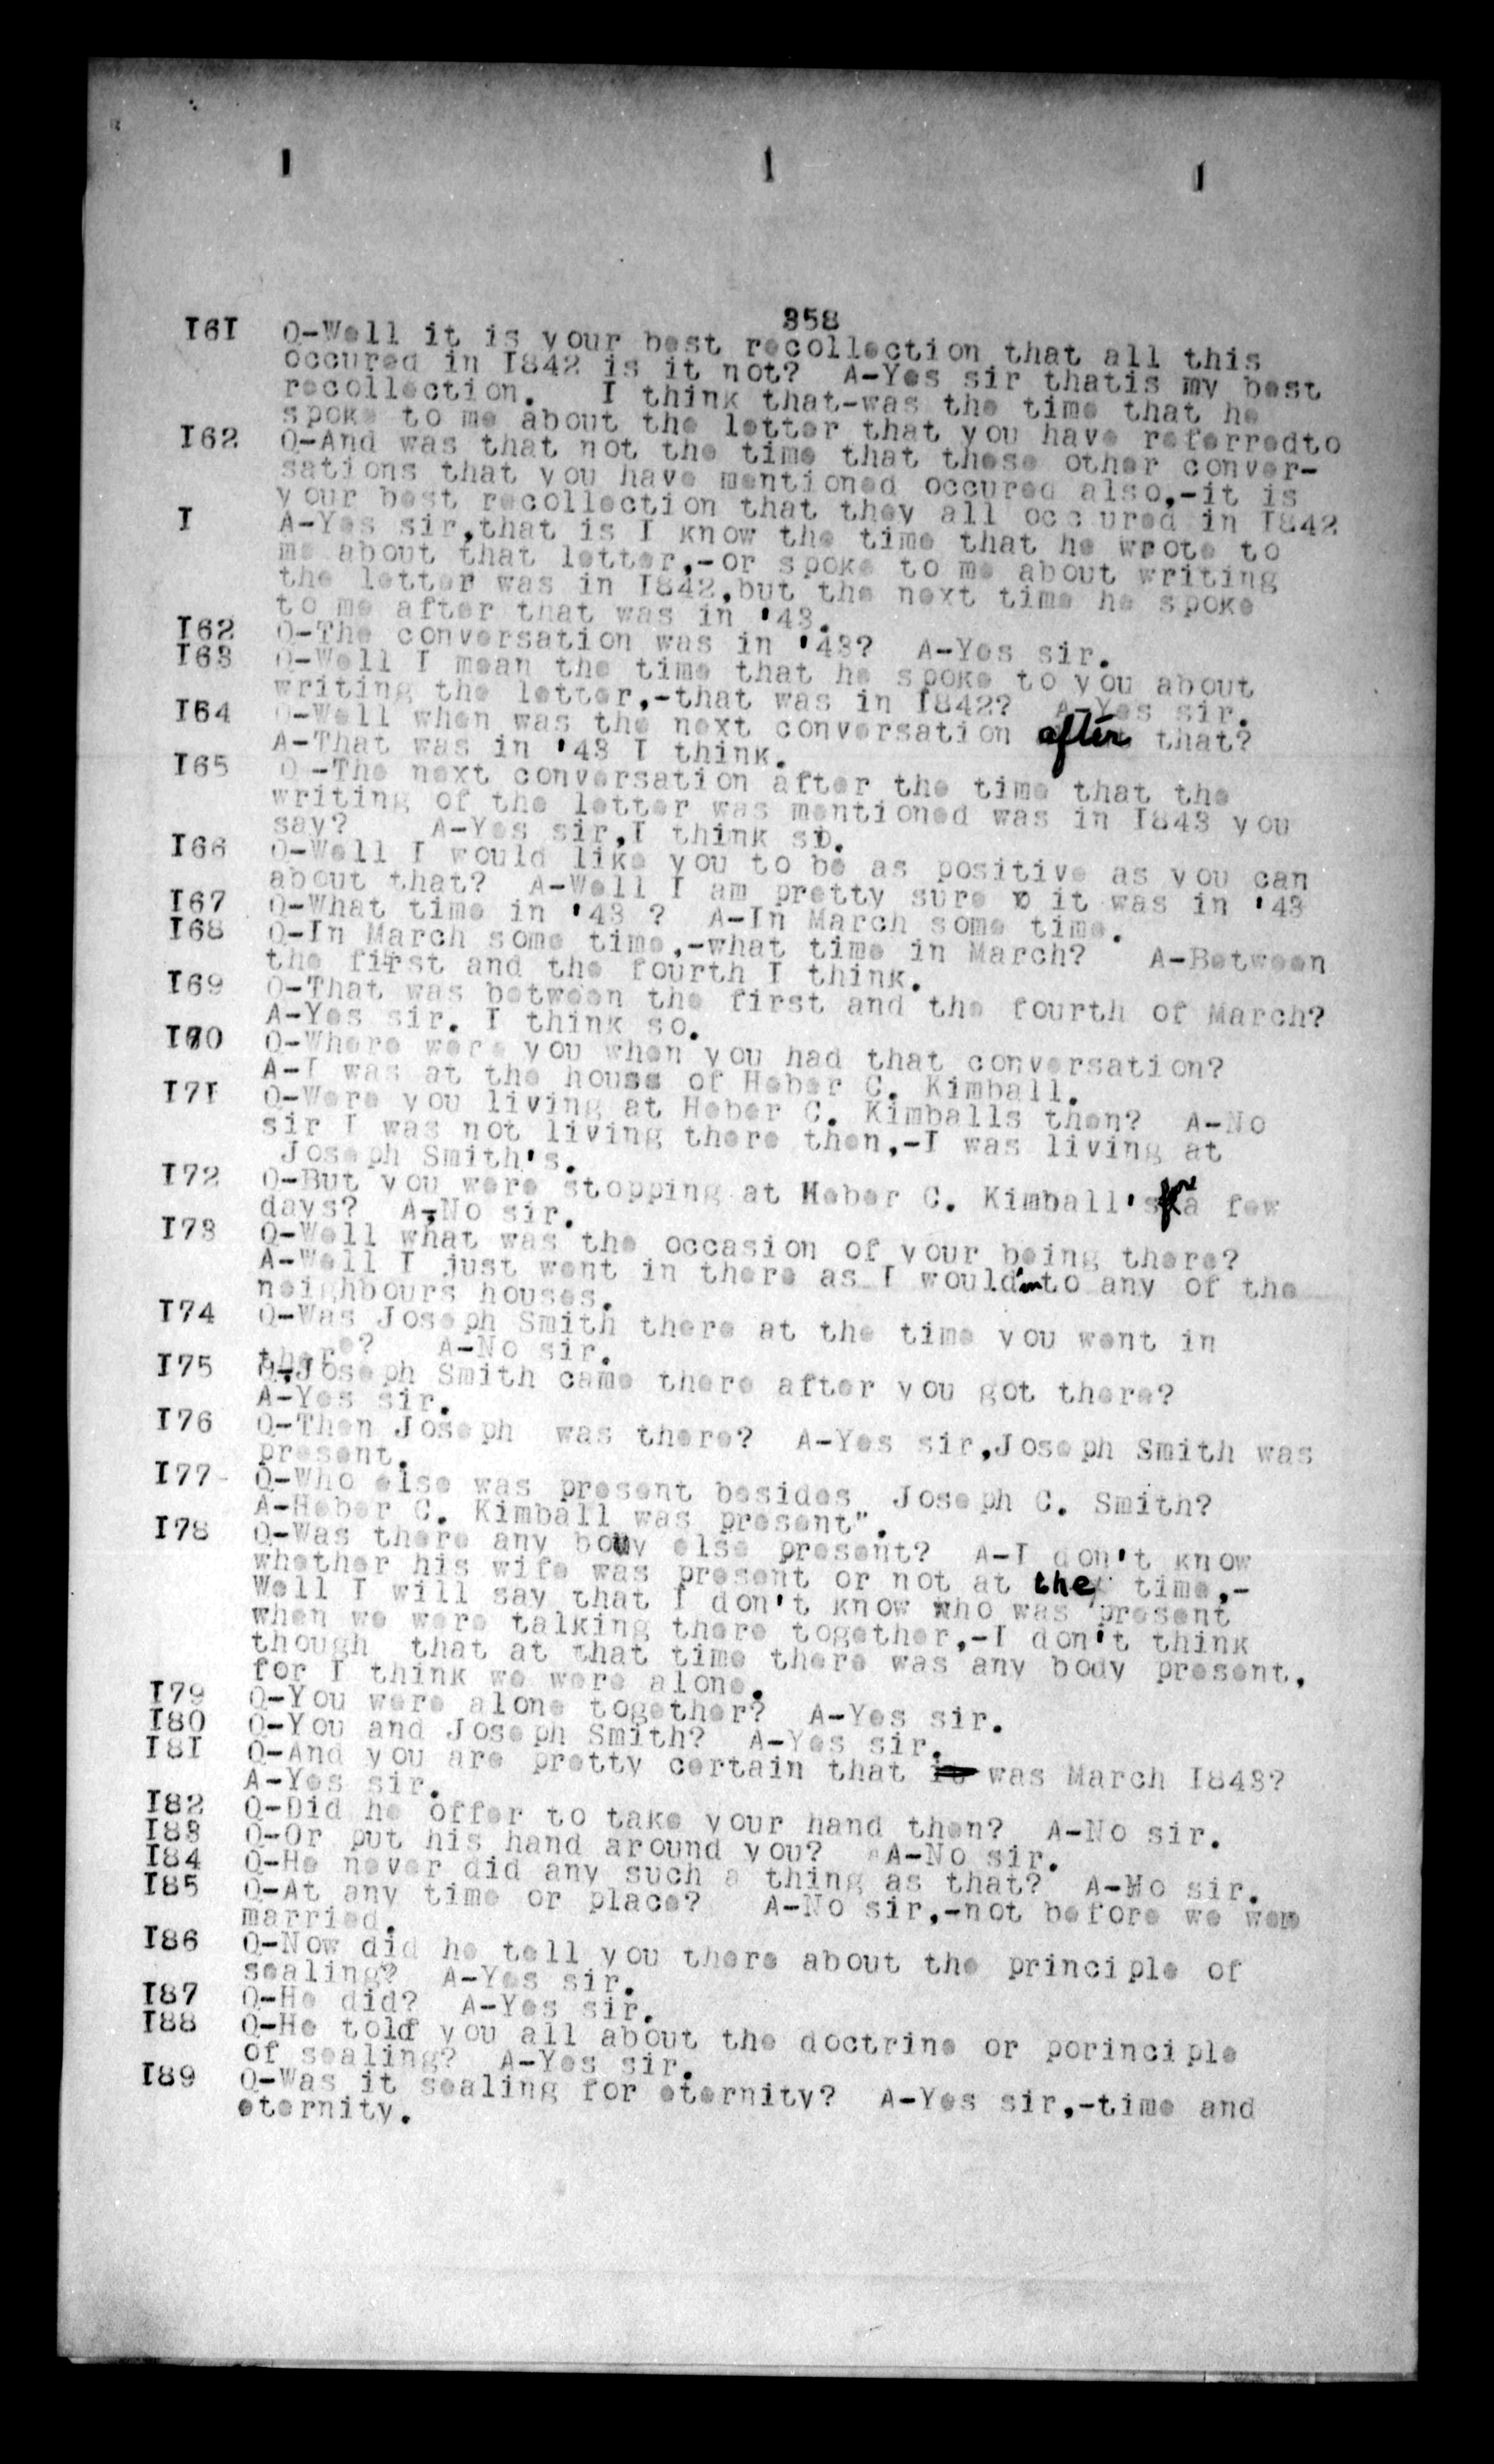 358
I6I Q-Well it is your best recollection that all this
occured in I842 is it not? A-Yes sir thatis my best
recollection. I think that-was the time that he
spoke to me about the letter that you have referredto
I62 Q-And was that not the time that these other conver-
sations that you have mentioned occured also,-it is
your best recollection that they all occured in I842
I A-Yes sir,that is I know the time that he wrote to
me about that letter,-or spoke to me about writing
the letter was in I842,but the next time he spoke
to me after that was in '43.
I62 Q-The conversation was in '43? A-Yes sir.
I63 Q-Well I mean the time that he spoke to you about
writing the letter,-that was in I842? A-Yes sir.
I64 Q-Well when was the next conversation after that?
A-That was in '43 I think.
I65 Q-The next conversation after the time that the
writing of the letter was mentioned was in I843 you
say? A-Yes sir,I think so.
I66 Q-Well I would like you to be as positive as you can
about that? A-Well I am pretty sure it was in '43
I67 Q-What time in '43 ? A-In March some time.
I68 Q-In March some time,-what time in March? A-Between
the first and the fourth I think.
I69 Q-That was between the first and the fourth of March?
A-Yes sir. I think so.
I70 Q-Where were you when you had that conversation?
A-I was at the house of Heber C. Kimball.
I7I Q-Were you living at Heber C. Kimballs then? A-No
sir I was not living there then,-I was living at
Joseph Smith's.
I72 Q-But you were stopping at Heber C. Kimball's for a few
days? A-No sir.
I73 Q-Well what was the occasion of your being there?
A-Well I just went in there as I would in to any of the
neighbours houses.
I74 Q-Was Joseph Smith there at the time you went in
there? A-No sir.
I75 Q-Joseph Smith came there after you got there?
A-Yes sir.
I76 Q-Then Joseph was there? A-Yes sir,Joseph Smith was
present.
I77- Q-Who else was present besides Joseph C. Smith?
A-Heber C. Kimball was present".
I78 Q-Was there any body else present? A-I don't know
whether his wife was present or not at the time,-
Well I will say that I don't know who was present
when we were talking there together,-I don't think
though that at that time there was any body present,
for I think we were alone.
I79 Q-You were alone together? A-Yes sir.
I80 Q-You and Joseph Smith? A-Yes sir.
I8I Q-And you are pretty certain that it was March I843?
A-Yes sir.
I82 Q-Did he offer to take your hand then? A-No sir.
I83 Q-Or put his hand around you? A-No sir.
I84 Q-He never did any such a thing as that? A-No sir.
I85 Q-At any time or place? A-No sir,-not before we were
married.
I86 Q-Now did he tell you there about the principle of
sealing? A-Yes sir.
I87 Q-He did? A-Yes sir.
I88 Q-He told you all about the doctrine or porinciple
of sealing? A-Yes sir.
I89 Q-Was it sealing for eternity? A-Yes sir,-time and
eternity.